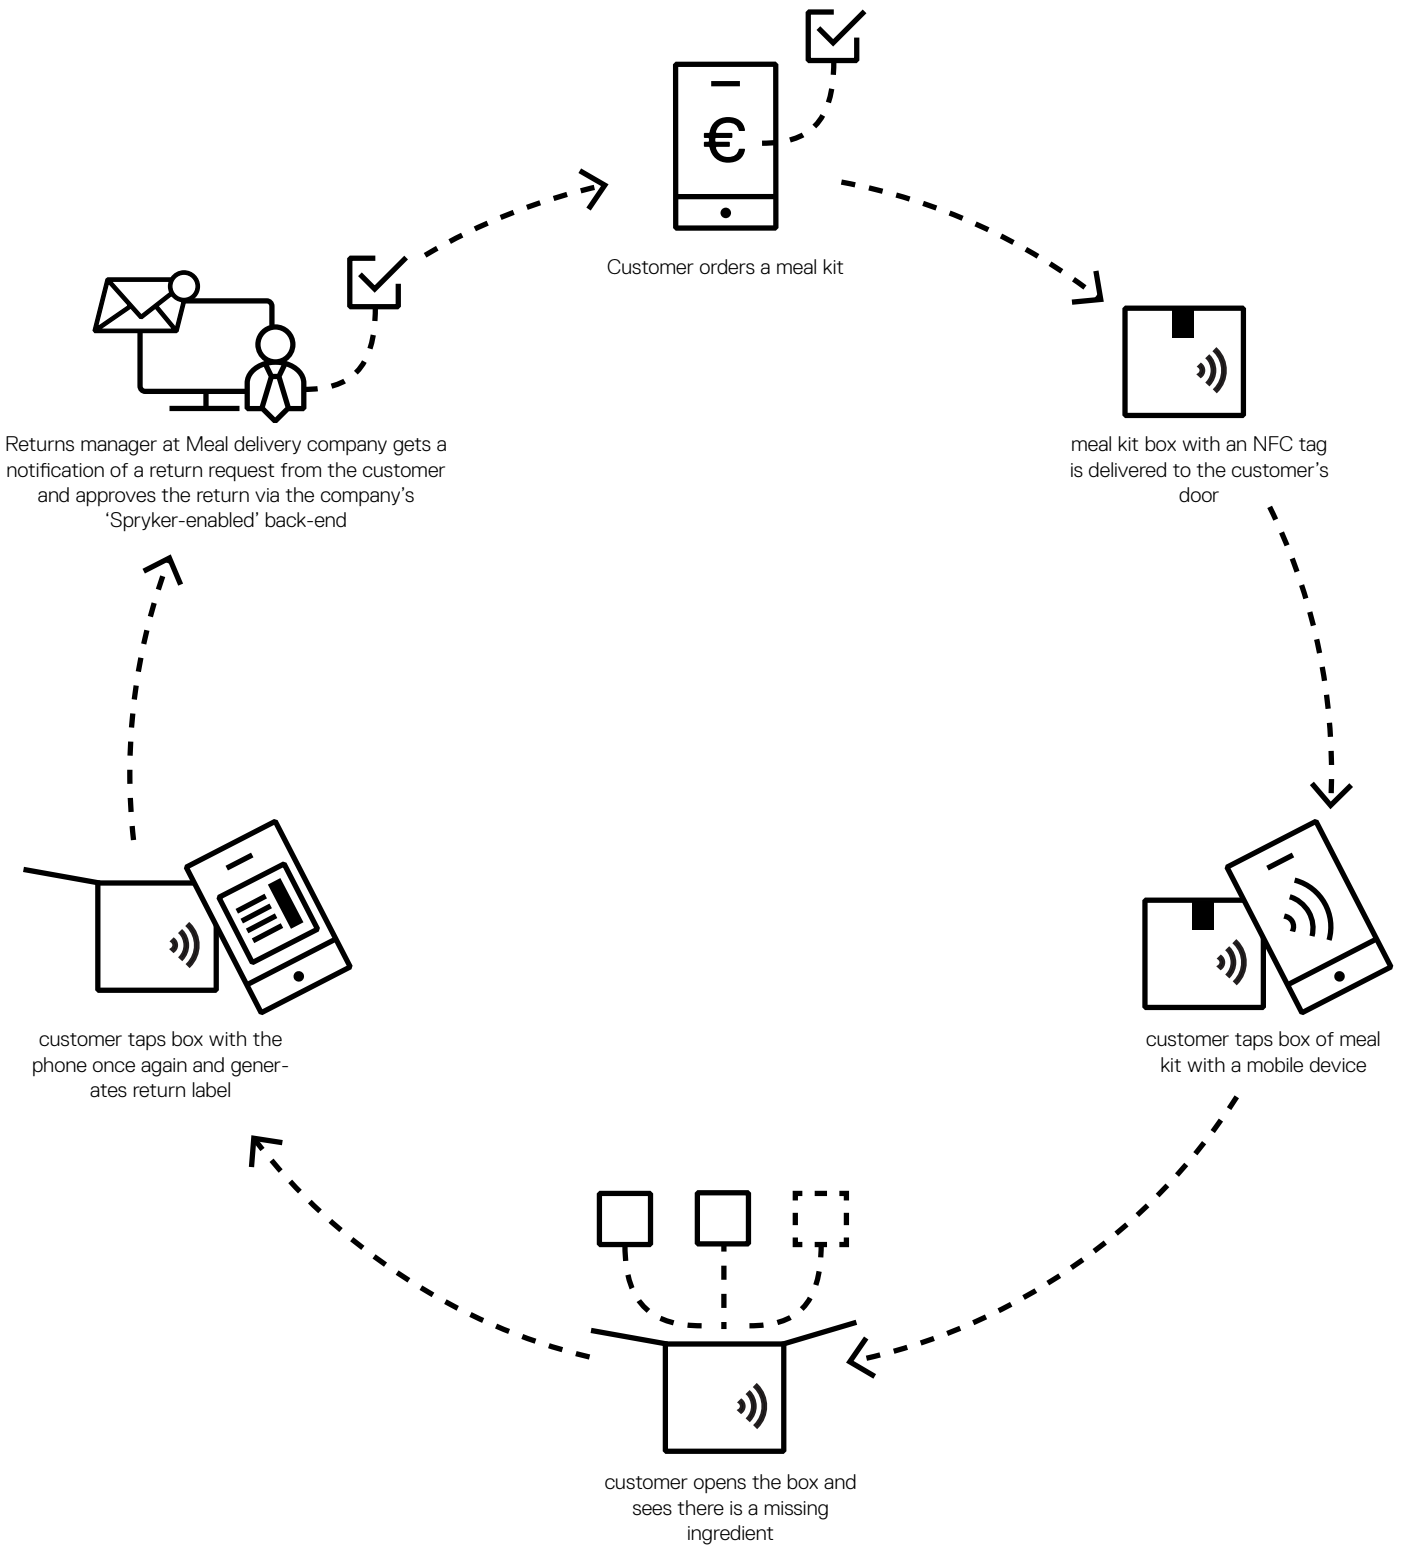 €
Customer orders a meal kit
meal kit box with an NFC tag
is delivered to the customer's
door
customer taps box of meal
kit with a mobile device
customer opens the box and
sees there is a missing
ingredient
customer taps box with the
phone once again and gener-
ates return label
Returns manager at Meal delivery company gets a
notification of a return request from the customer
and approves the return via the company's
‘Spryker-enabled’ back-end